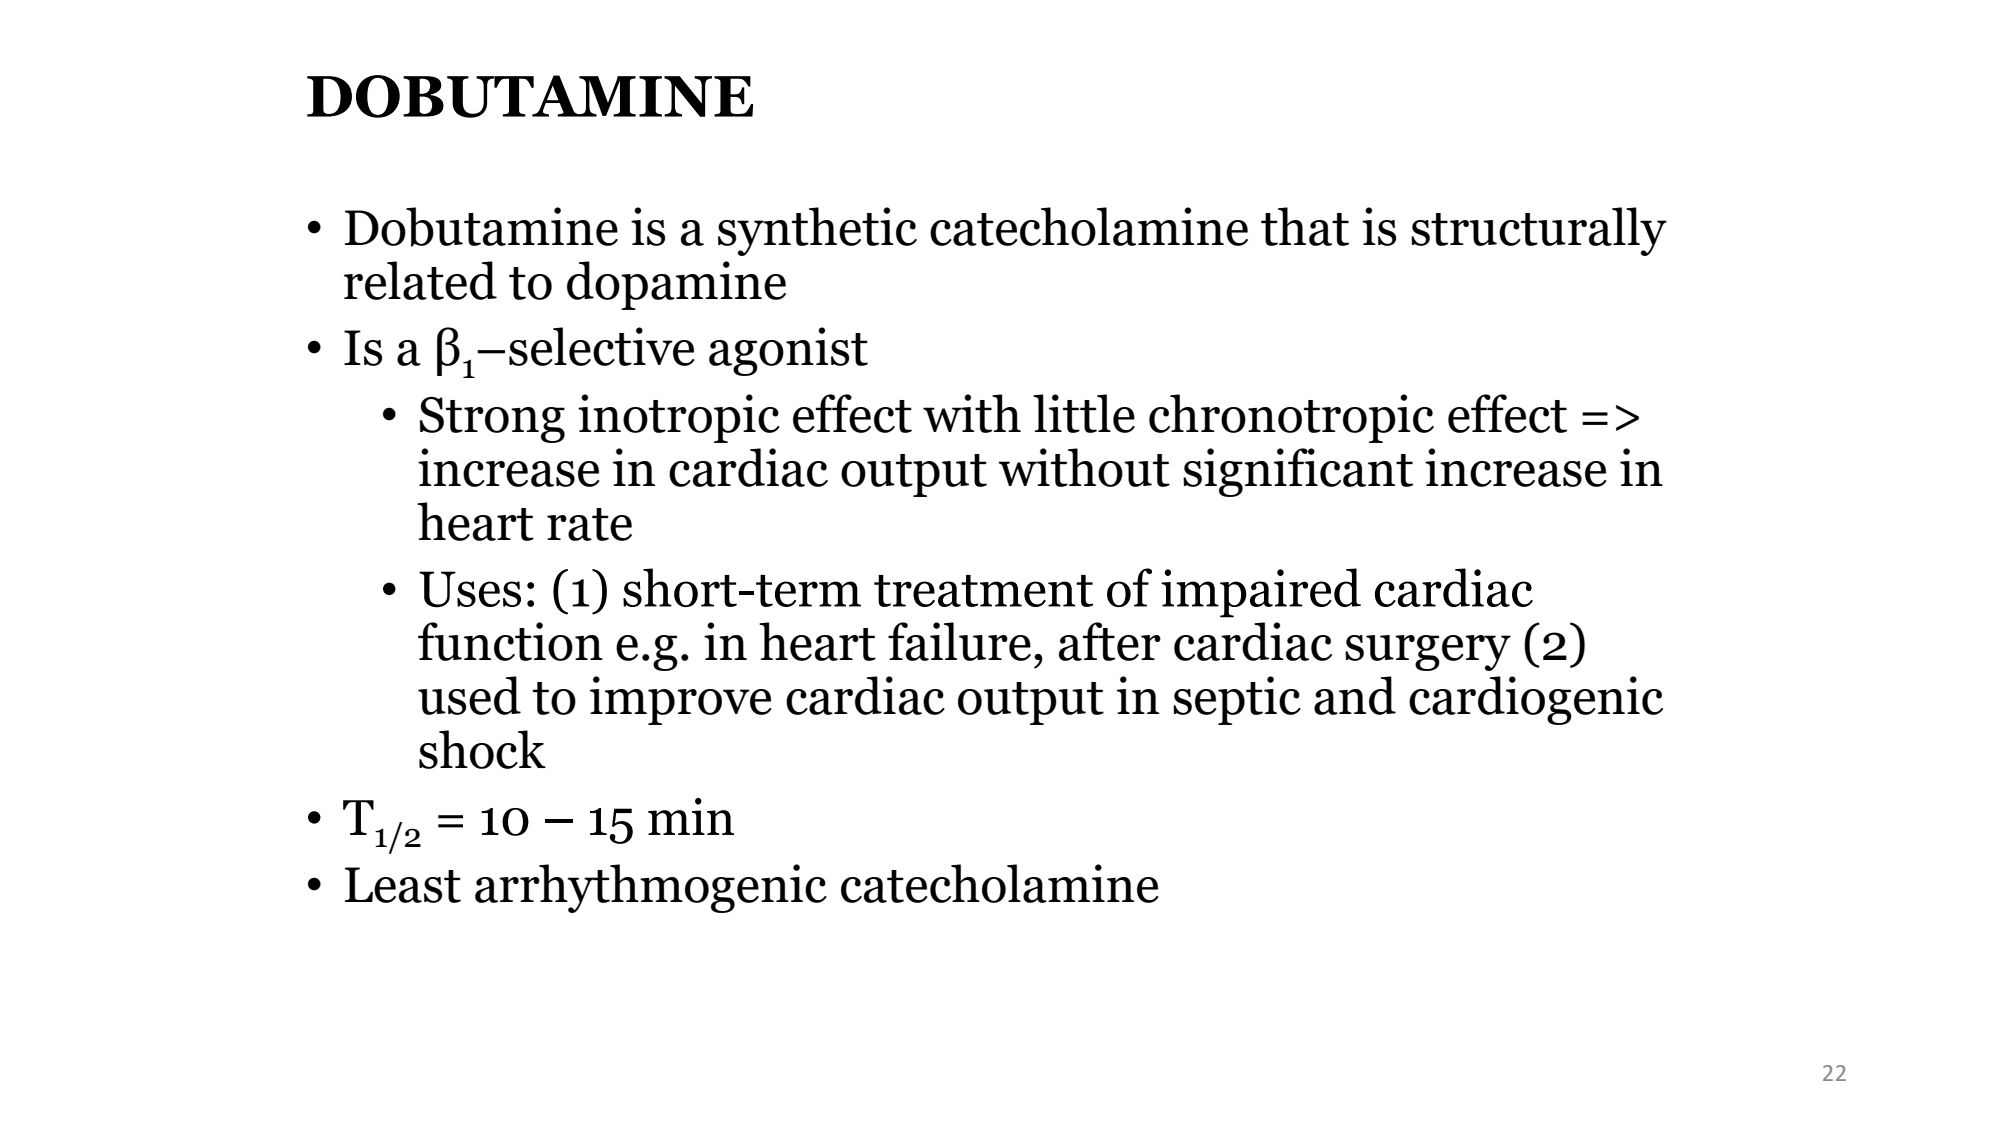 DOBUTAMINE
• Dobutamine is a synthetic catecholamine that is structurally
related to dopamine
• Is a β₁–selective agonist
• Strong inotropic effect with little chronotropic effect =>
increase in cardiac output without significant increase in
heart rate
• Uses: (1) short-term treatment of impaired cardiac
function e.g. in heart failure, after cardiac surgery (2)
used to improve cardiac output in septic and cardiogenic
shock
• T₁/₂ = 10 – 15 min
• Least arrhythmogenic catecholamine
22